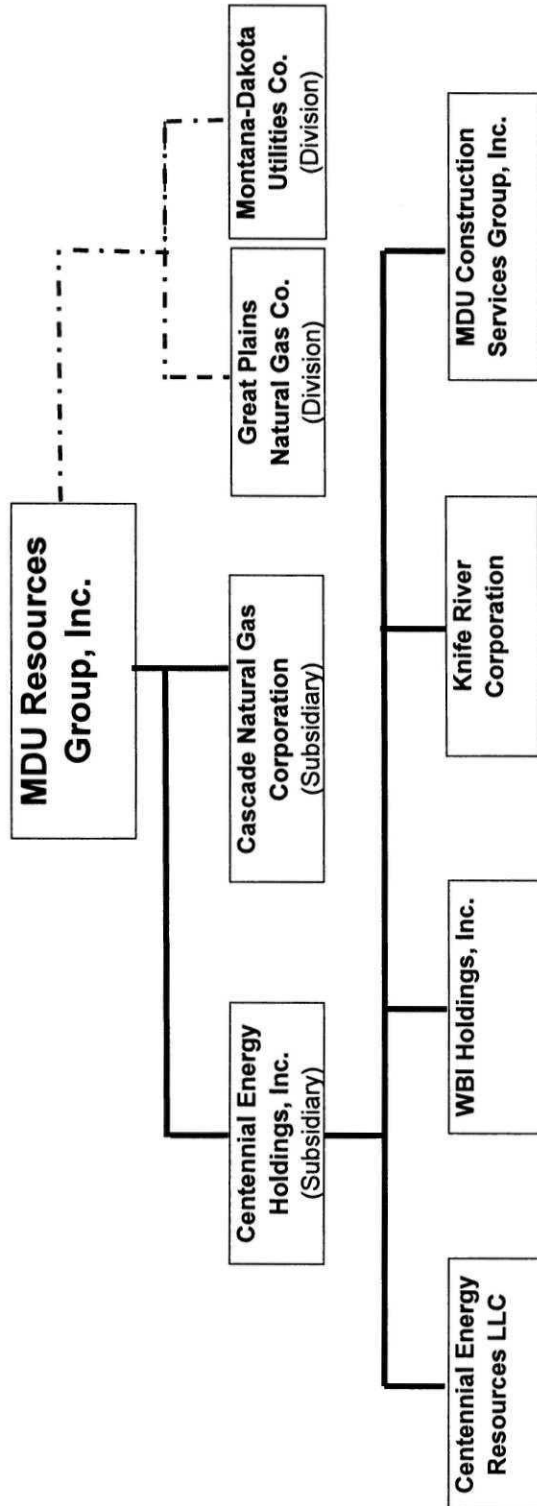 MDU Resources
Group, Inc.
Centennial Energy
Holdings, Inc.
(Subsidiary)
Cascade Natural Gas
Corporation
(Subsidiary)
Great Plains
Natural Gas Co.
(Division)
Montana-Dakota
Utilities Co.
(Division)
Centennial Energy
Resources LLC
WBI Holdings, Inc.
Knife River
Corporation
MDU Construction
Services Group, Inc.